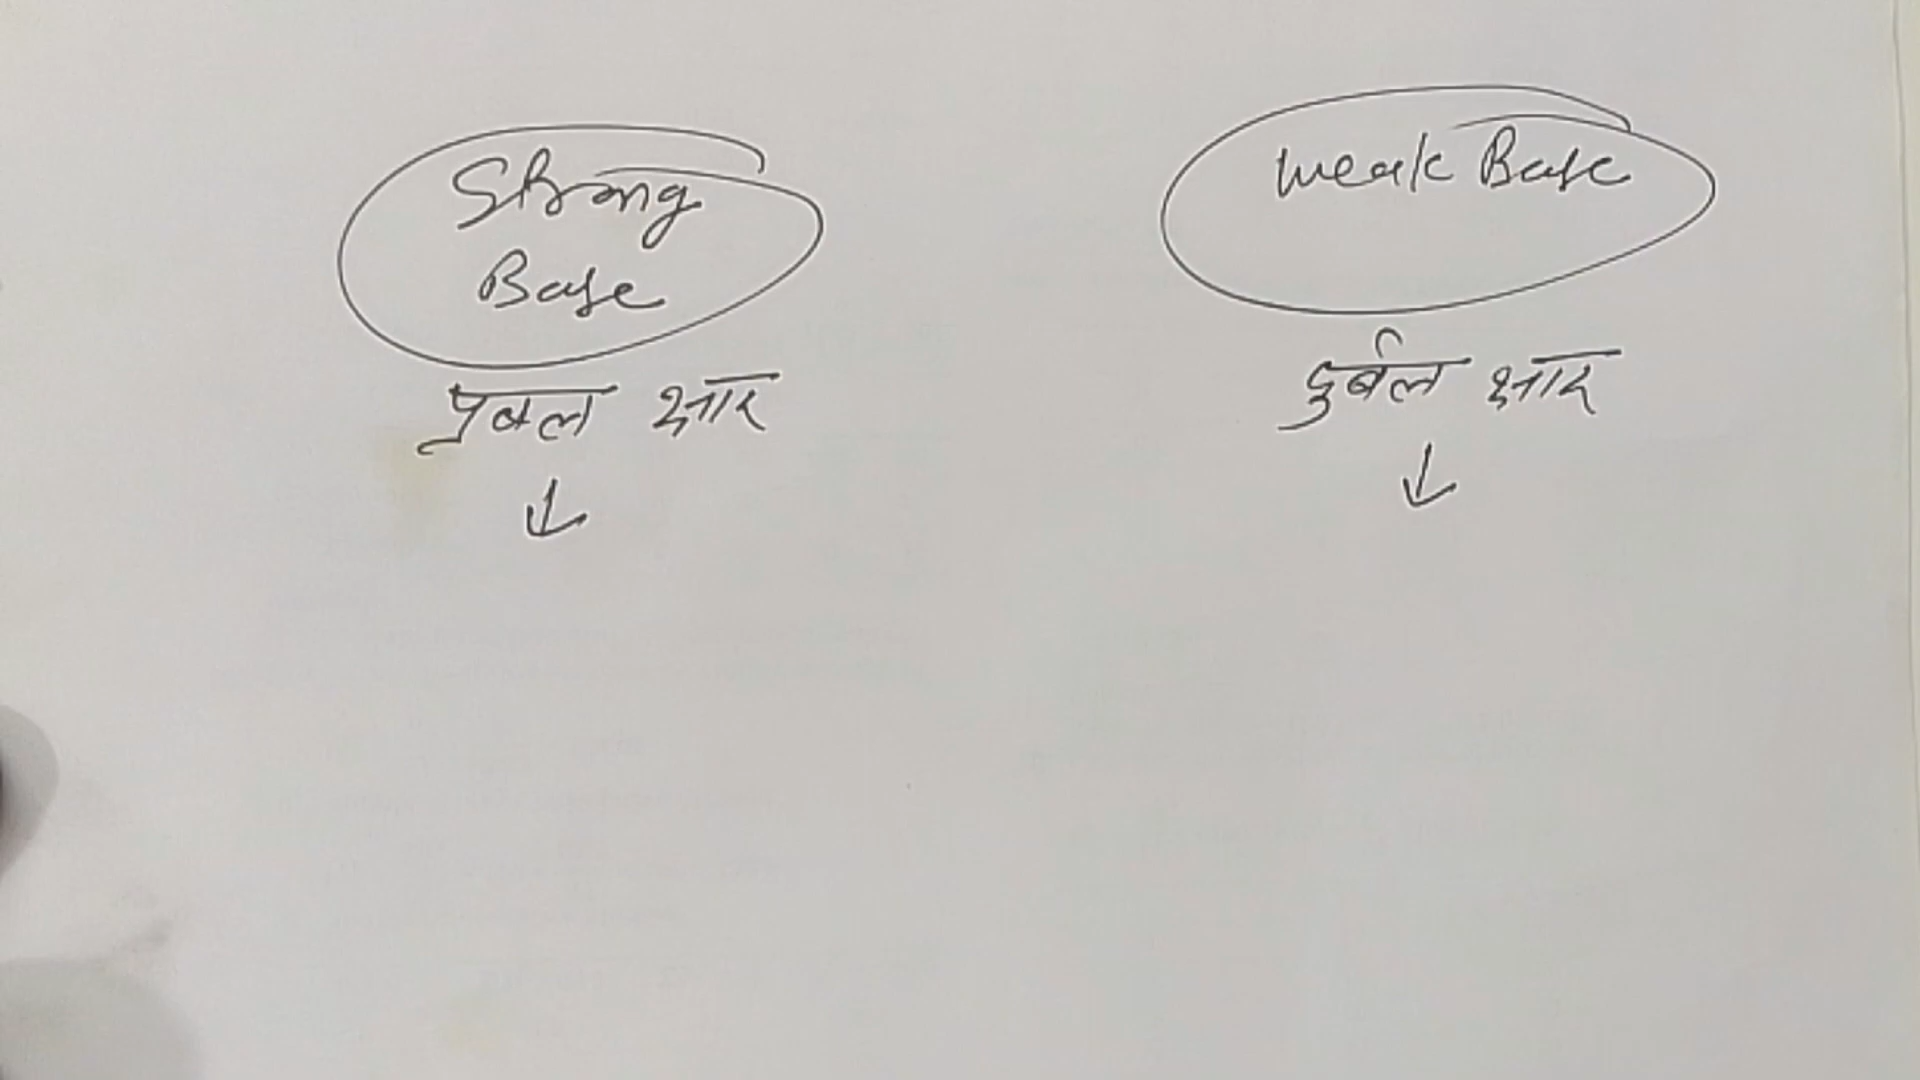 Strong
Base
प्रबल क्षार
↓
Weak Base
दुर्बल क्षार
↓